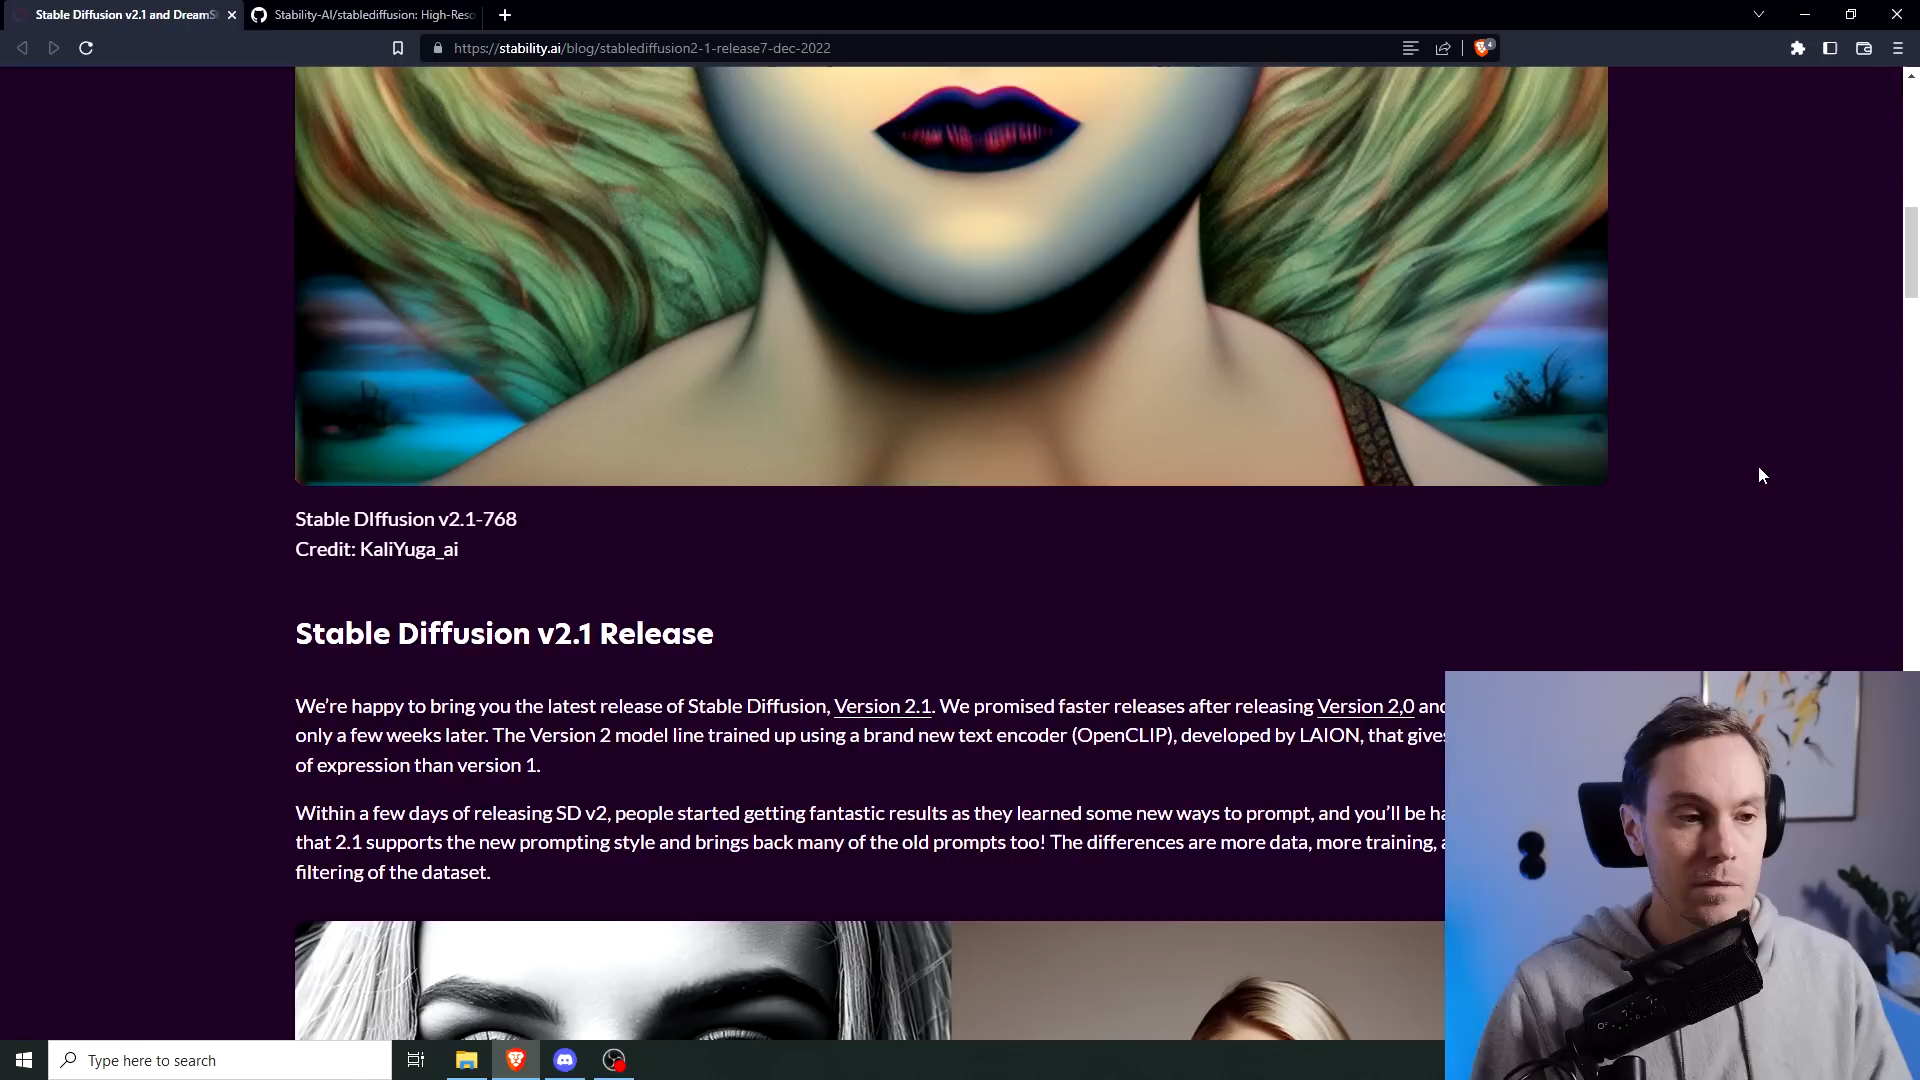 Stable Diffusion v2.1 and DreamSt
Stability-AI/stablediffusion: High-Reso
https://stability.ai/blog/stablediffusion2-1-release7-dec-2022
4
Stable DIffusion v2.1-768
Credit: KaliYuga_ai
Stable Diffusion v2.1 Release
We're happy to bring you the latest release of Stable Diffusion, Version 2.1. We promised faster releases after releasing Version 2,0 and
only a few weeks later. The Version 2 model line trained up using a brand new text encoder (OpenCLIP), developed by LAION, that gives
of expression than version 1.
Within a few days of releasing SD v2, people started getting fantastic results as they learned some new ways to prompt, and you'll be ha
that 2.1 supports the new prompting style and brings back many of the old prompts too! The differences are more data, more training, a
filtering of the dataset.
Type here to search